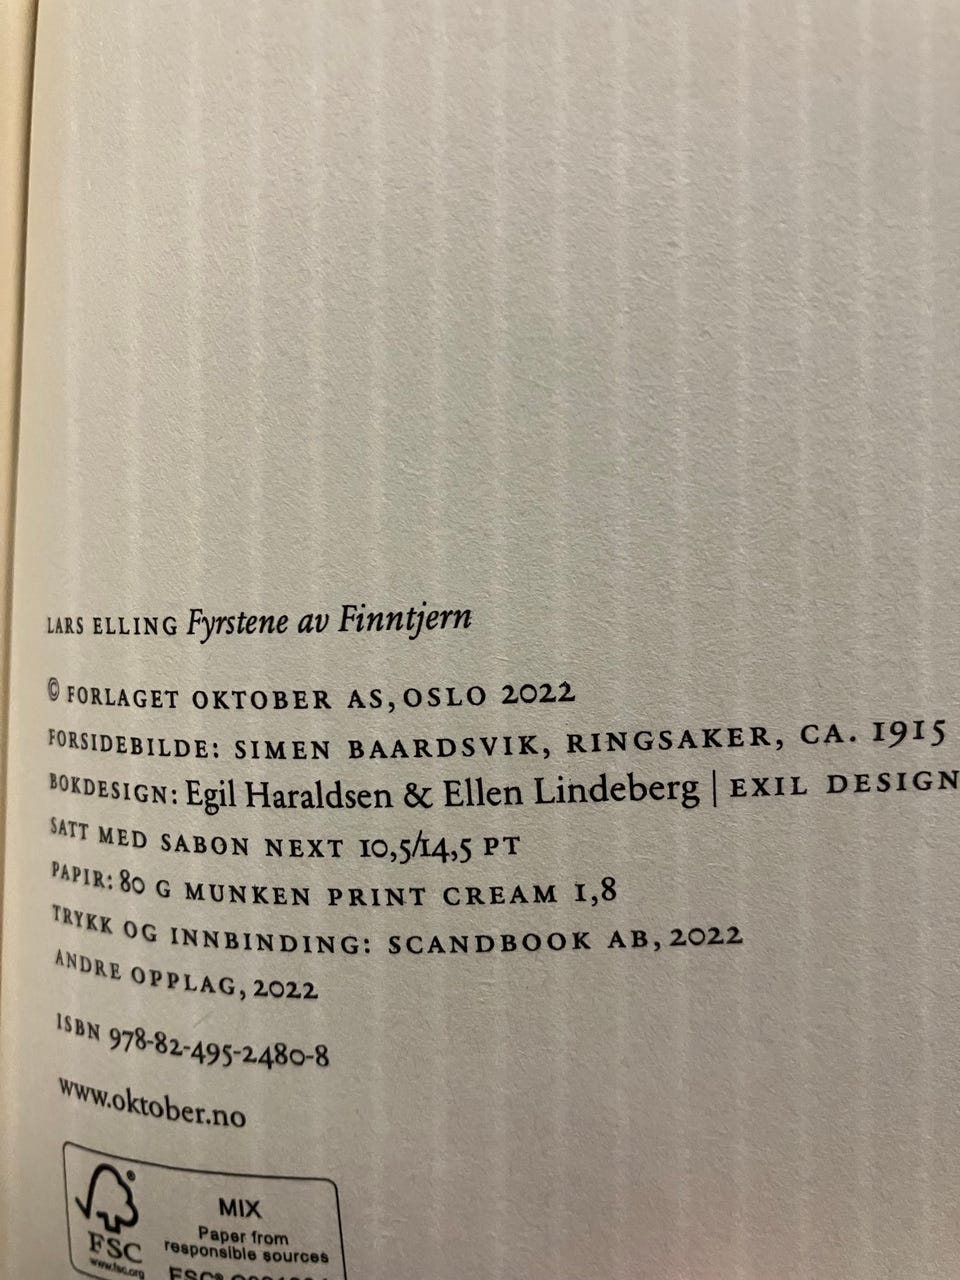 LARS ELLING Fyrstene av Finntjern
© FORLAGET OKTOBER AS, OSLO 2022
FORSIDEBILDE: SIMEN BAARDSVIK, RINGSAKER, CA. 1915
BOKDESIGN: Egil Haraldsen & Ellen Lindeberg | EXIL DESIGN
SATT MED SABON NEXT 10,5/14,5 PT
PAPIR: 80 G MUNKEN PRINT CREAM 1,8
TRYKK OG INNBINDING: SCANDBOOK AB, 2022
ANDRE OPPLAG, 2022
ISBN 978-82-495-2480-8
www.oktober.no
MIX
Paper from
responsible sources
FSC
www.fsc.org
FSC®